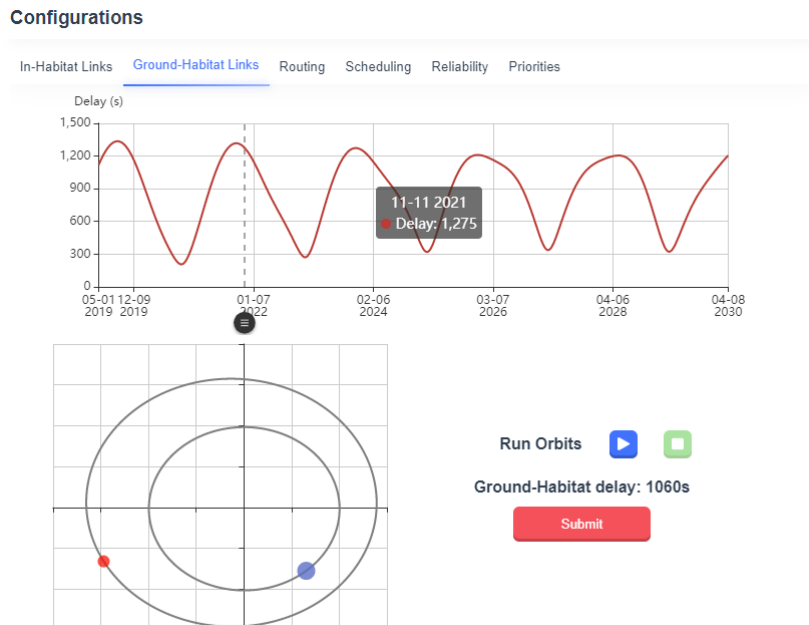 Configurations
In-Habitat Links Ground-Habitat Links Routing Scheduling Reliability Priorities
Delay (s)
1,500
1,200
900
600
300
0
11-11 2021
Delay: 1,275
05-01 12-09 01-07 02-06 03-07 04-06 04-08
2019 2019 2022 2024 2026 2028 2030
Run Orbits
Ground-Habitat delay: 1060s
Submit